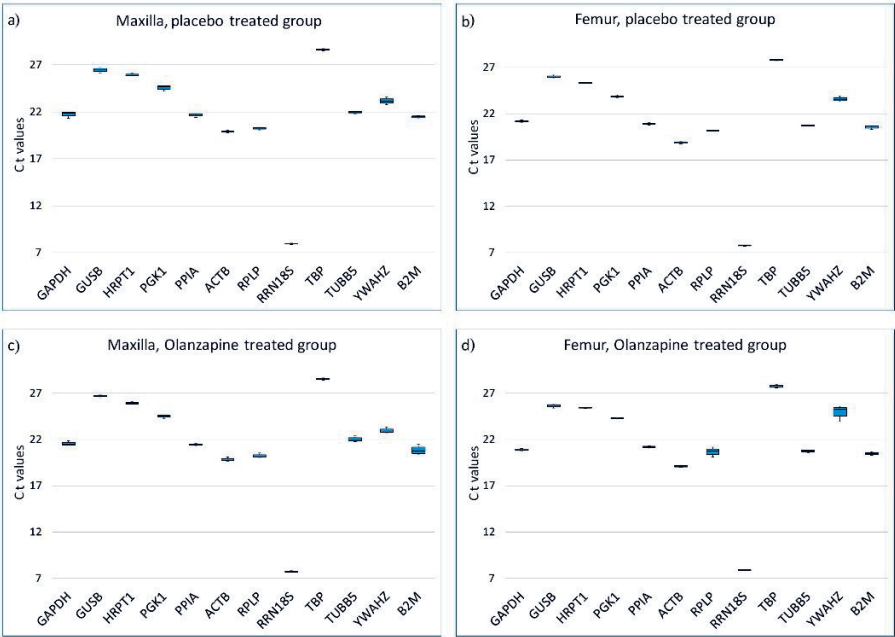 a)
Maxilla, placebo treated group
Ct values
27
22
17
12
7
GAPDH GUSB HRPT1 PGK1 PPIA ACTB RPLP RRN18S TBP TUBB5 YWAHZ B2M
b)
Femur, placebo treated group
Ct values
27
22
17
12
7
GAPDH GUSB HRPT1 PGK1 PPIA ACTB RPLP RRN18S TBP TUBB5 YWAHZ B2M
c)
Maxilla, Olanzapine treated group
Ct values
27
22
17
12
7
GAPDH GUSB HRPT1 PGK1 PPIA ACTB RPLP RRN18S TBP TUBB5 YWAHZ B2M
d)
Femur, Olanzapine treated group
Ct values
27
22
17
12
7
GAPDH GUSB HRPT1 PGK1 PPIA ACTB RPLP RRN18S TBP TUBB5 YWAHZ B2M